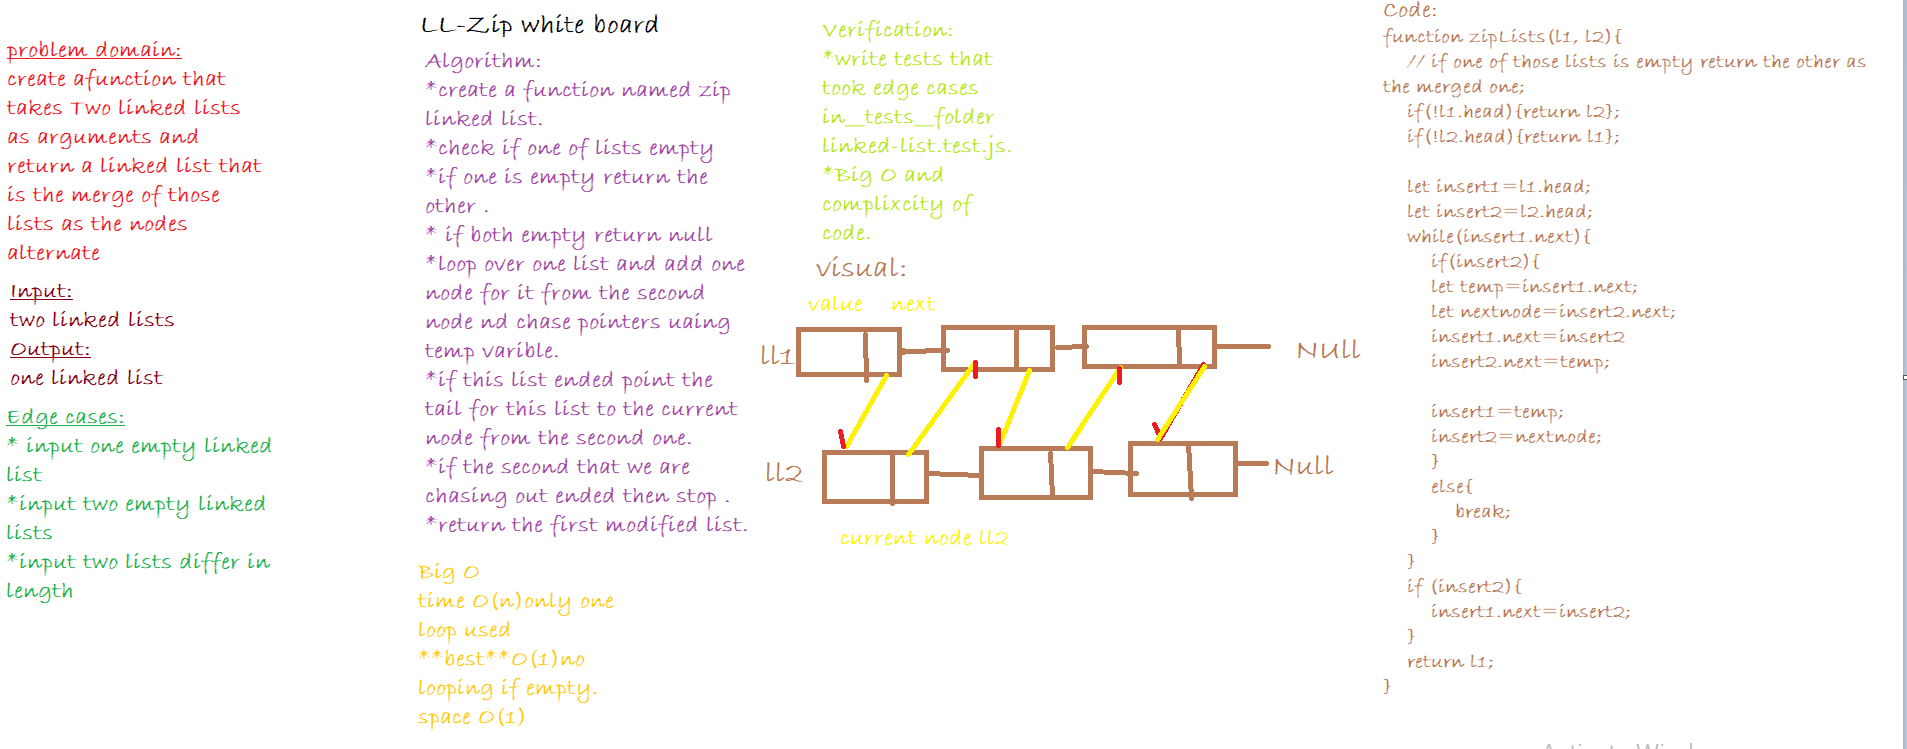 LL-Zip white board
problem domain:
create afunction that
takes Two linked lists
as arguments and
return a linked list that
is the merge of those
lists as the nodes
alternate
Input:
two linked lists
Output:
one linked list
Edge cases:
* input one empty linked
list
*input two empty linked
lists
*input two lists differ in
length
Algorithm:
*create a function named zip
linked list.
*check if one of lists empty
*if one is empty return the
other .
* if both empty return null
*loop over one list and add one
node for it from the second
node nd chase pointers uaing
temp varible.
*if this list ended point the
tail for this list to the current
node from the second one.
*if the second that we are
chasing out ended then stop .
*return the first modified list.
Big O
time O(n)only one
loop used
**best**O(1)no
looping if empty.
space O(1)
Verification:
*write tests that
took edge cases
in__tests__folder
linked-list.test.js.
*Big O and
complixcity of
code.
visual:
value next
ll1
NUll
ll2
Null
current node ll2
Code:
function zipLists(l1, l2){
// if one of those lists is empty return the other as
the merged one;
if(!l1.head){return l2};
if(!l2.head){return l1};
let insert1=l1.head;
let insert2=l2.head;
while(insert1.next){
if(insert2){
let temp=insert1.next;
let nextnode=insert2.next;
insert1.next=insert2
insert2.next=temp;
insert1=temp;
insert2=nextnode;
}
else{
break;
}
}
if (insert2){
insert1.next=insert2;
}
return l1;
}